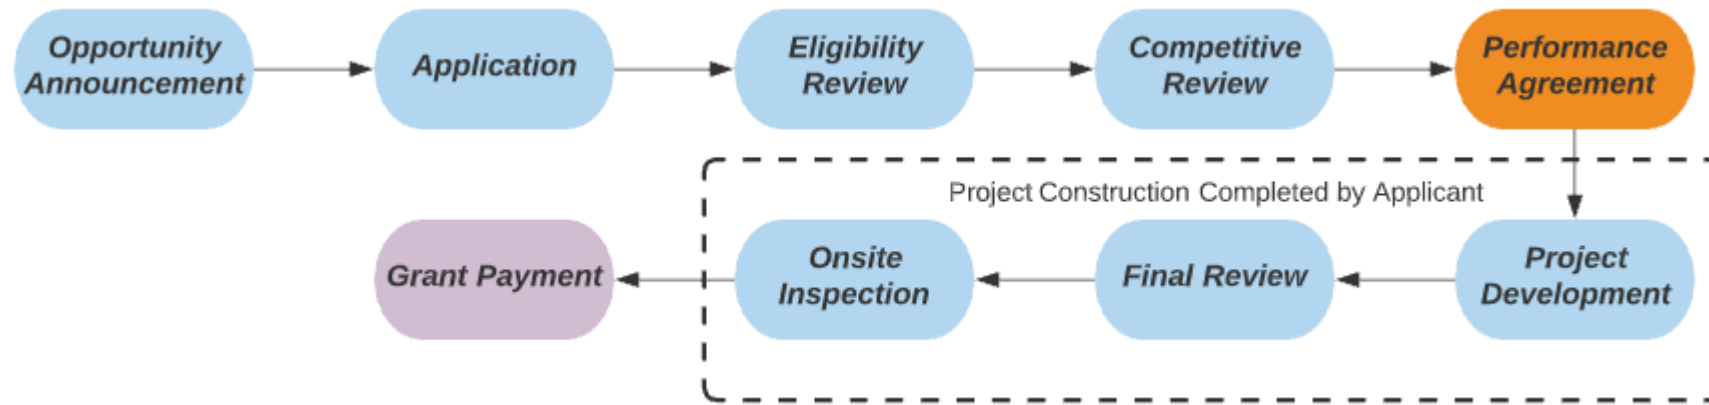 Opportunity
Announcement
Application
Eligibility
Review
Competitive
Review
Performance
Agreement
Project Construction Completed by Applicant
Project
Development
Final Review
Onsite
Inspection
Grant Payment